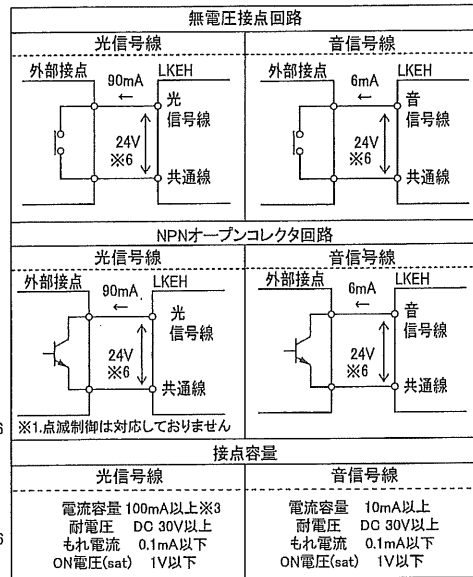 無電圧接点回路
光信号線 音信号線
外部接点 90mA LKEH 外部接点 6mA LKEH
← ←
光 音
信号線 信号線
24V 24V
※6 ※6
共通線 共通線
NPNオープンコレクタ回路
光信号線 音信号線
外部接点 90mA LKEH 外部接点 6mA LKEH
← ←
光 音
信号線 信号線
24V 24V
※6 ※6
共通線 共通線
6 ※1.点滅制御は対応しておりません
接点容量
光信号線 音信号線
電流容量 100mA以上※3 電流容量 10mA以上
耐電圧 DC 30V以上 耐電圧 DC 30V以上
6 もれ電流 0.1mA以下 もれ電流 0.1mA以下
ON電圧(sat) 1V以下 ON電圧(sat) 1V以下